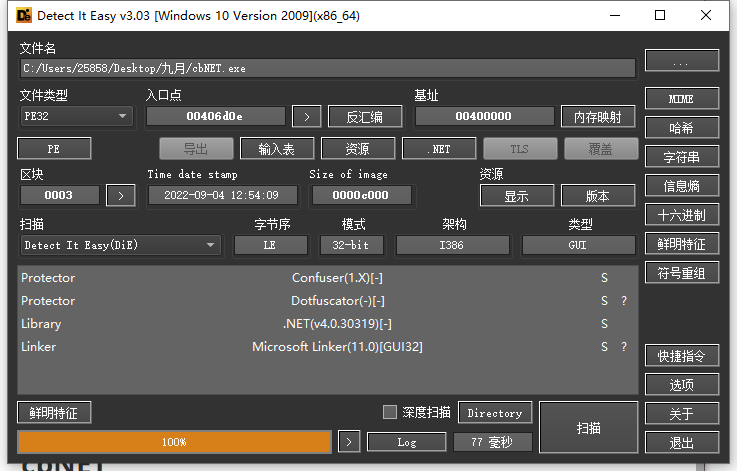 Detect It Easy v3.03 [Windows 10 Version 2009](x86_64)
文件名
C:/Users/25858/Desktop/九月/cbNET.exe
...
文件类型 入口点 基址
PE32 00406d0e > 反汇编 00400000 内存映射
MIME
哈希
PE 导出 输入表 资源 .NET TLS 覆盖
字符串
区块 Time date stamp Size of image 资源
0003 > 2022-09-04 12:54:09 0000c000 显示 版本
信息熵
十六进制
扫描 字节序 模式 架构 类型
Detect It Easy(DiE) LE 32-bit I386 GUI
鲜明特征
符号重组
Protector Confuser(1.X)[-] S
Protector Dotfuscator(-)[-] S ?
Library .NET(v4.0.30319)[-] S
Linker Microsoft Linker(11.0)[GUI32] S ?
快捷指令
选项
鲜明特征 深度扫描 Directory 扫描
关于
100% > Log 77 毫秒
退出